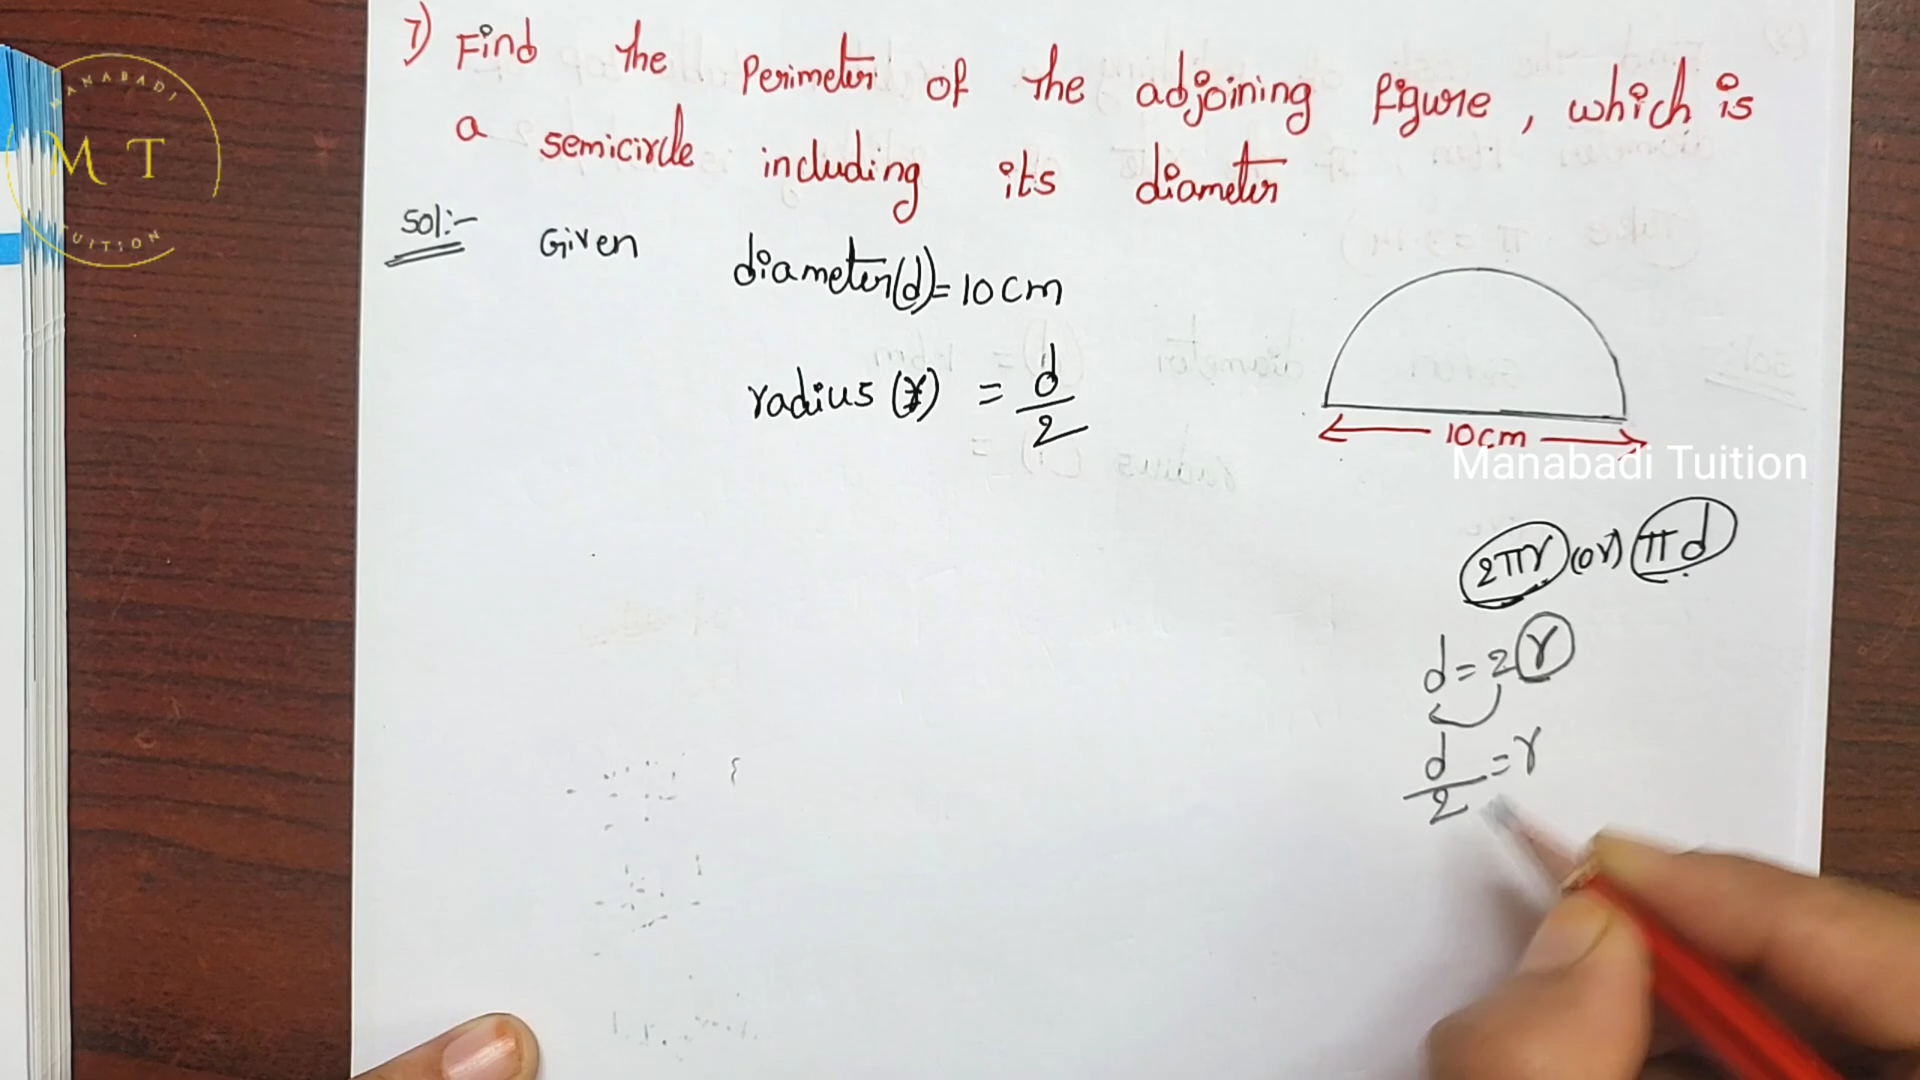 7) Find the Perimeter of the adjoining figure, which is
a semicircle including its diameter
Sol:- Given diameter(d)=10cm
radius (r) = d/2
10cm
Manabadi Tuition
2πr (or) πd
d = 2r
d/2 = r
MANABADI
MT
TUITION